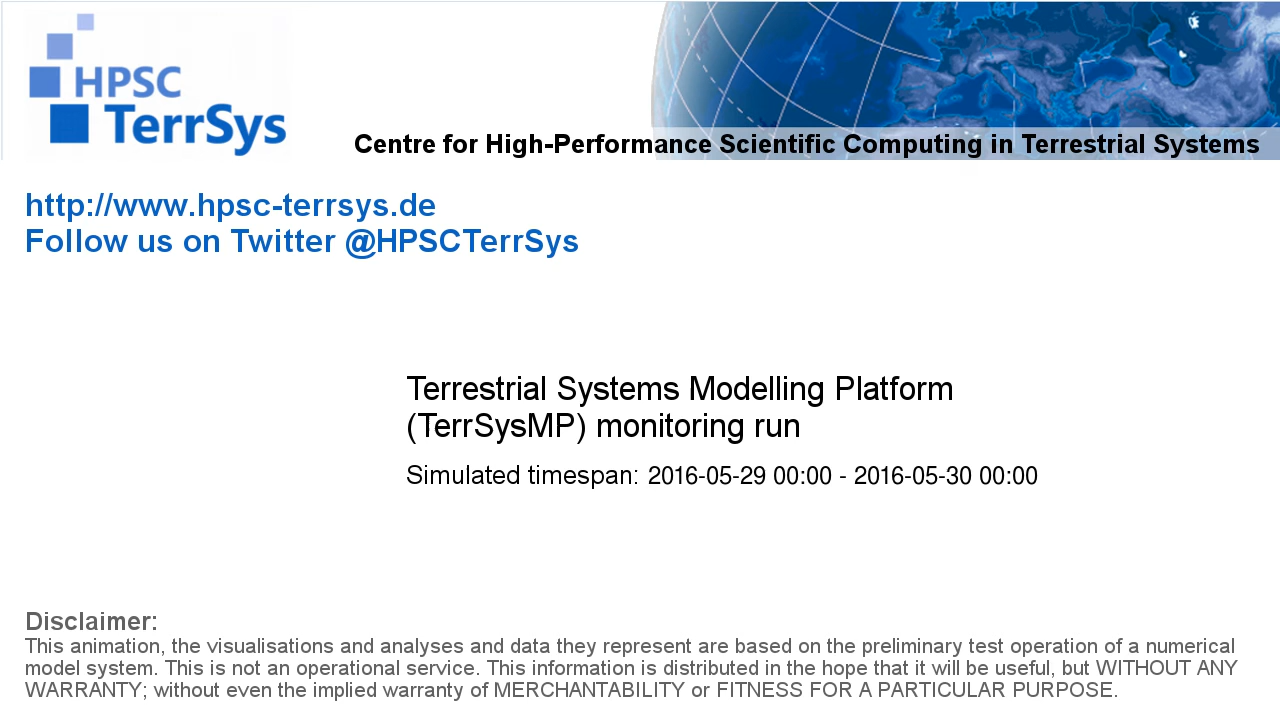 HPSC
TerrSys
Centre for High-Performance Scientific Computing in Terrestrial Systems
http://www.hpsc-terrsys.de
Follow us on Twitter @HPSCTerrSys
Terrestrial Systems Modelling Platform
(TerrSysMP) monitoring run
Simulated timespan: 2016-05-29 00:00 - 2016-05-30 00:00
Disclaimer:
This animation, the visualisations and analyses and data they represent are based on the preliminary test operation of a numerical
model system. This is not an operational service. This information is distributed in the hope that it will be useful, but WITHOUT ANY
WARRANTY; without even the implied warranty of MERCHANTABILITY or FITNESS FOR A PARTICULAR PURPOSE.